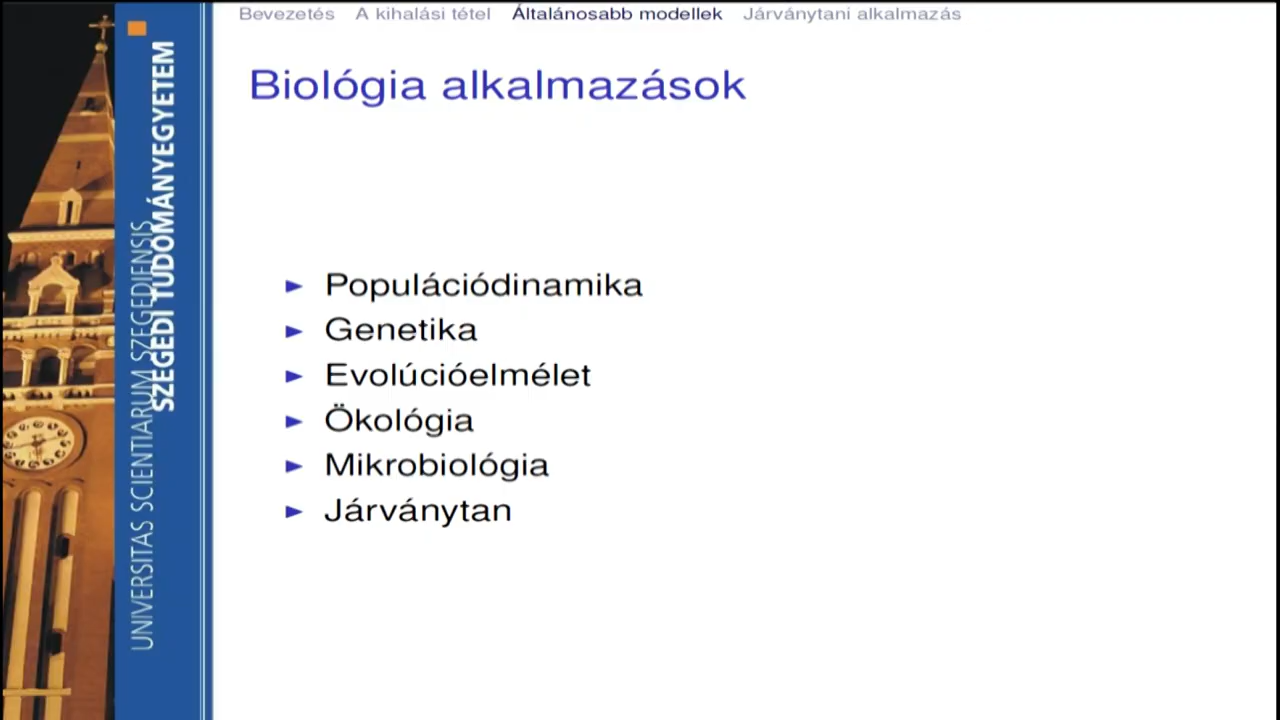 Bevezetés A kihalási tétel Általánosabb modellek Járványtani alkalmazás
Biológia alkalmazások
Populációdinamika
Genetika
Evolúcióelmélet
Ökológia
Mikrobiológia
Járványtan
UNIVERSITAS SCIENTIARUM SZEGEDIENSIS
SZEGEDI TUDOMÁNYEGYETEM